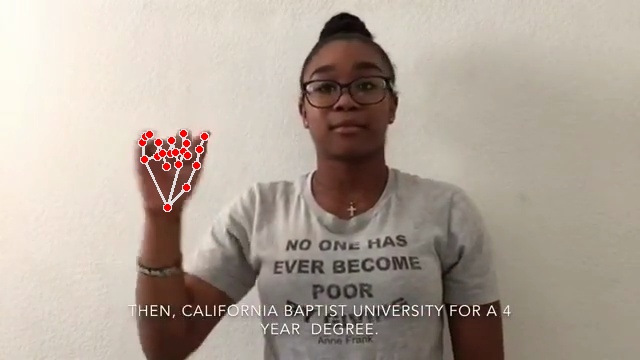 NO ONE HAS
EVER BECOME
POOR
THEN, CALIFORNIA BAPTIST UNIVERSITY FOR A 4
YEAR DEGREE.
Anne Frank